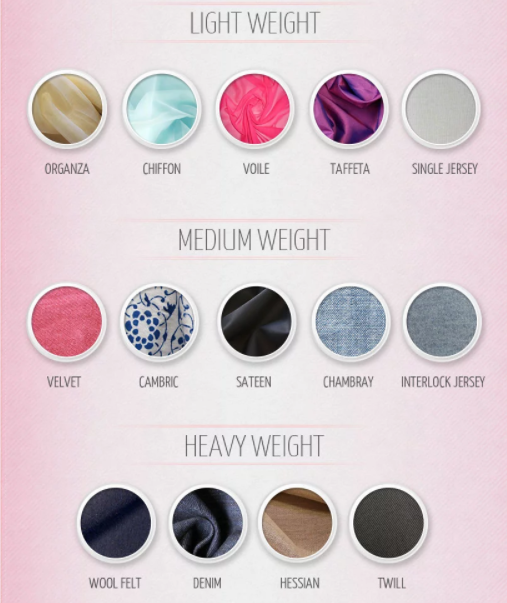 LIGHT WEIGHT
ORGANZA CHIFFON VOILE TAFFETA SINGLE JERSEY
MEDIUM WEIGHT
VELVET CAMBRIC SATEEN CHAMBRAY INTERLOCK JERSEY
HEAVY WEIGHT
WOOL FELT DENIM HESSIAN TWILL